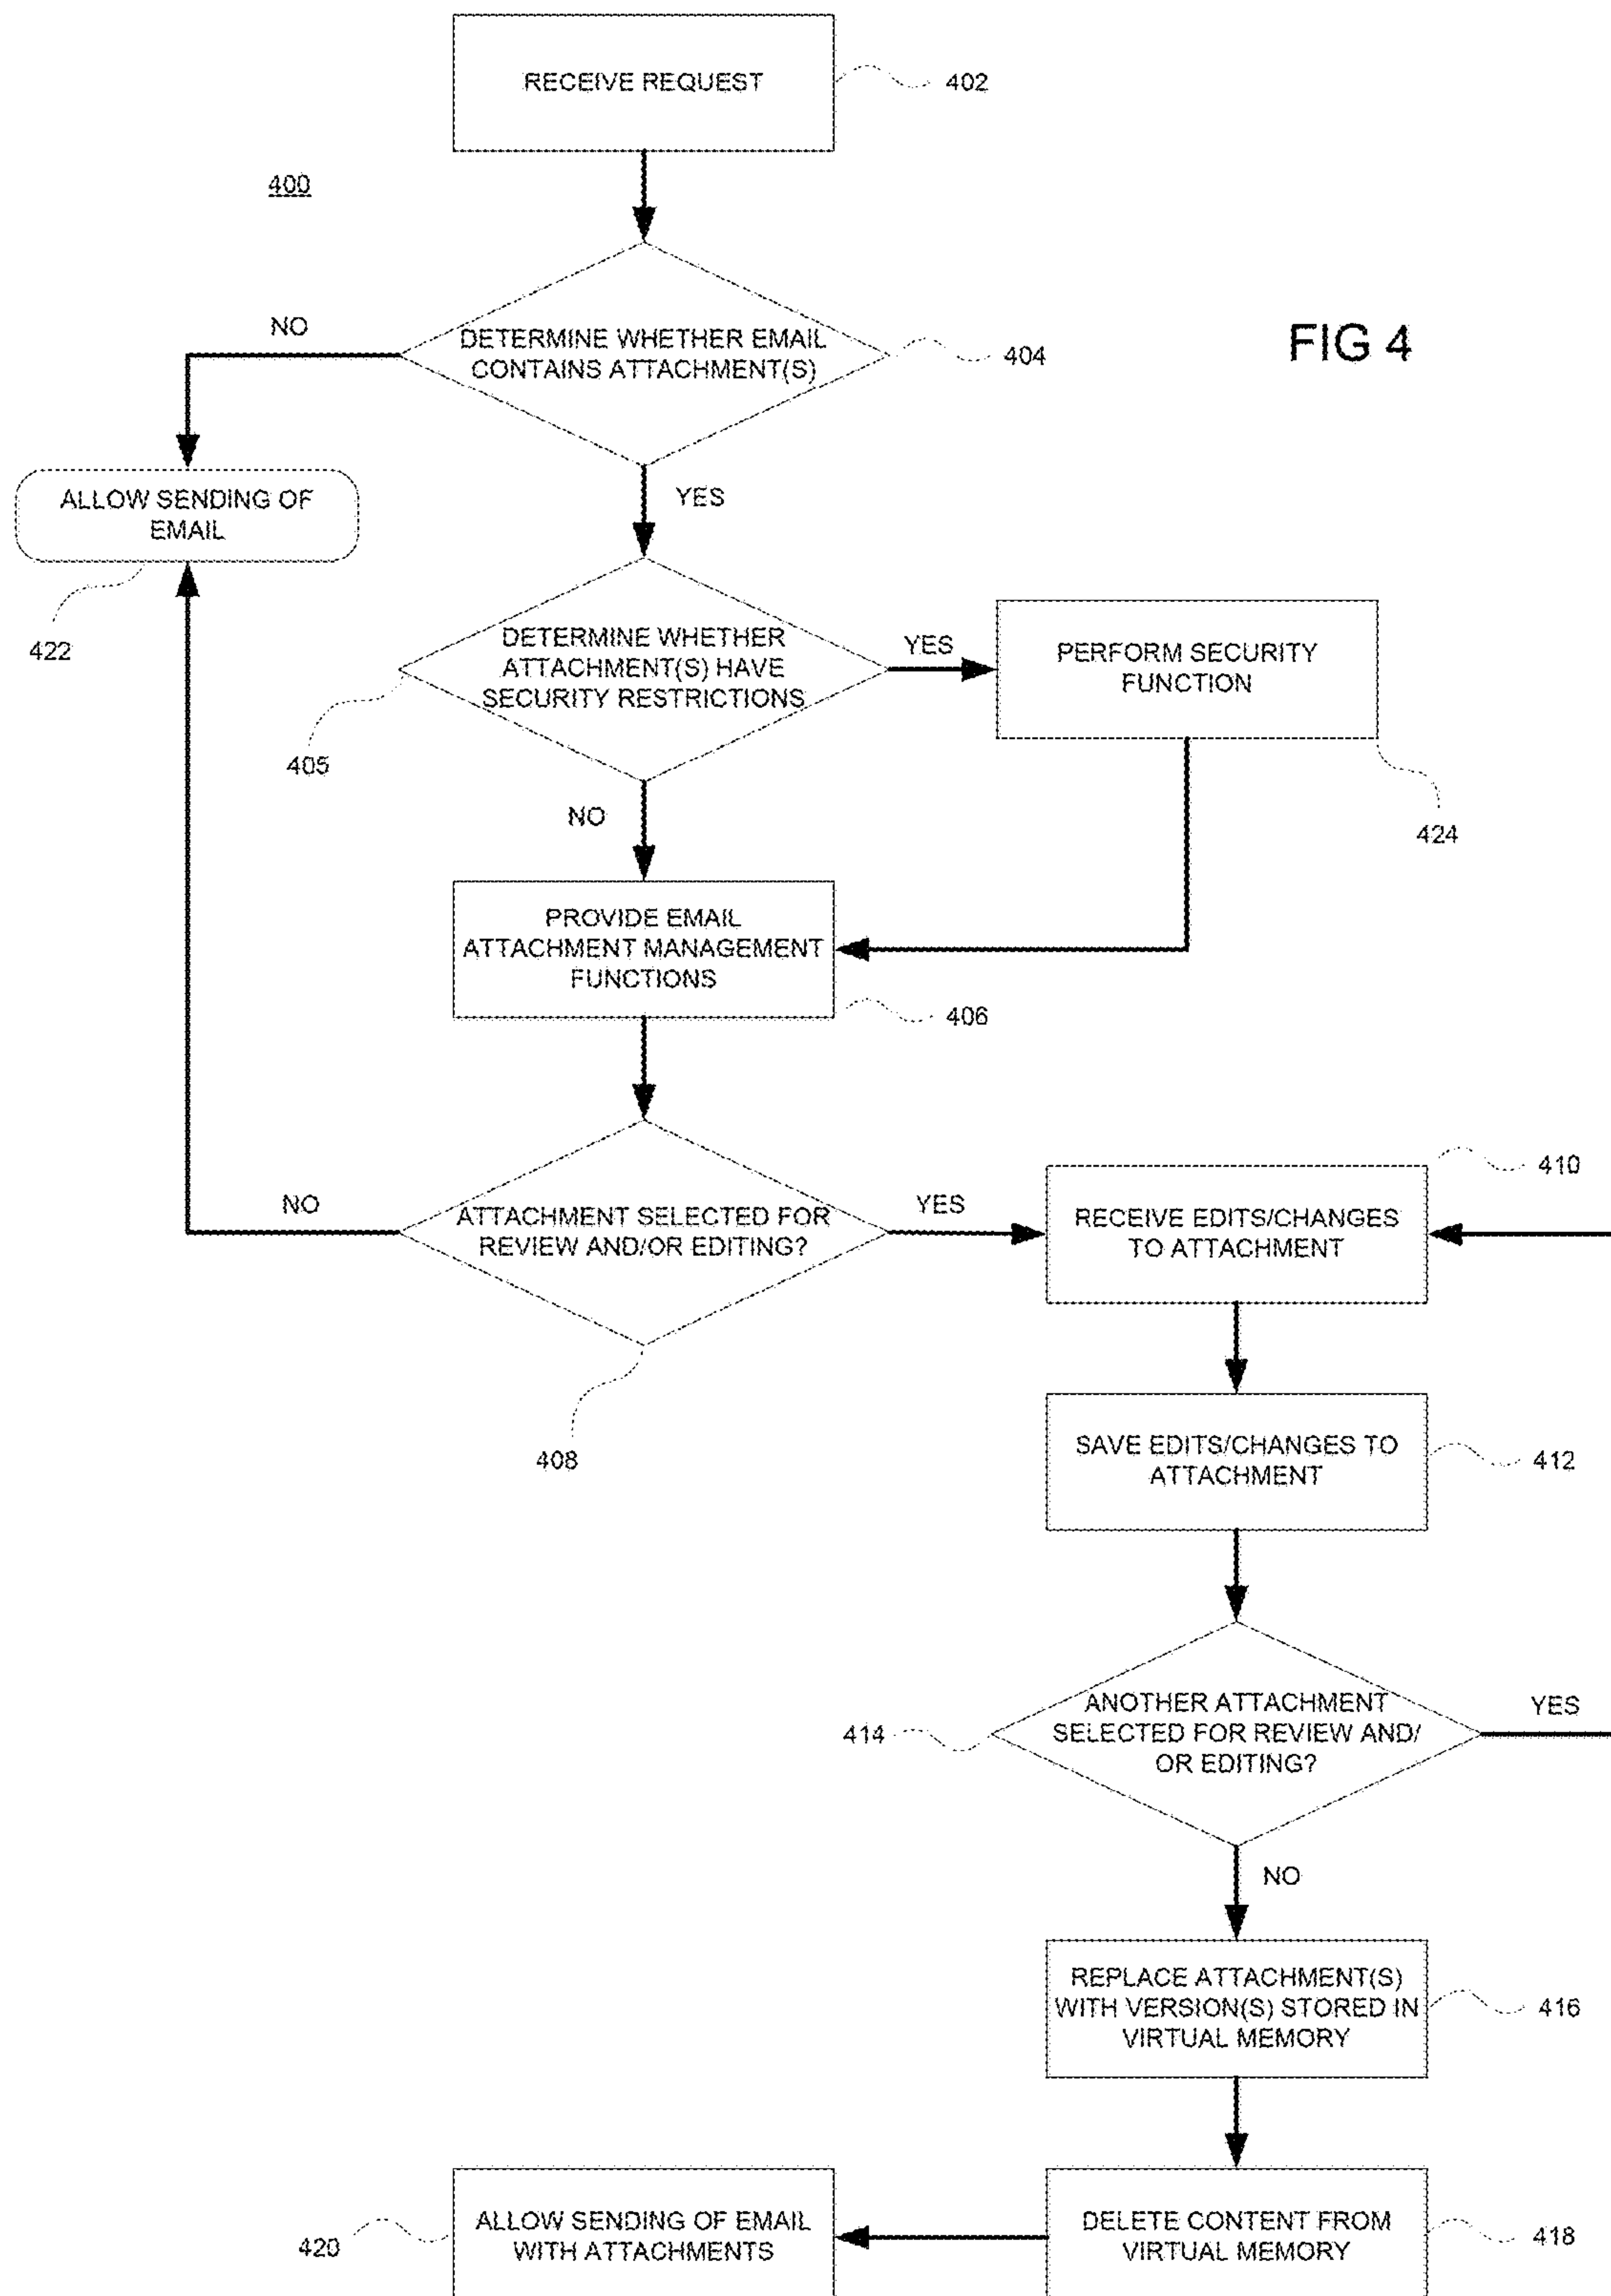 RECEIVE REQUEST
402
400
FIG 4
NO
DETERMINE WHETHER EMAIL
CONTAINS ATTACHMENT(S)
404
YES
ALLOW SENDING OF
EMAIL
422
DETERMINE WHETHER
ATTACHMENT(S) HAVE
SECURITY RESTRICTIONS
405
YES
PERFORM SECURITY
FUNCTION
424
NO
PROVIDE EMAIL
ATTACHMENT MANAGEMENT
FUNCTIONS
406
NO
ATTACHMENT SELECTED FOR
REVIEW AND/OR EDITING?
408
YES
RECEIVE EDITS/CHANGES
TO ATTACHMENT
410
SAVE EDITS/CHANGES TO
ATTACHMENT
412
414
ANOTHER ATTACHMENT
SELECTED FOR REVIEW AND/
OR EDITING?
YES
NO
REPLACE ATTACHMENT(S)
WITH VERSION(S) STORED IN
VIRTUAL MEMORY
416
420
ALLOW SENDING OF EMAIL
WITH ATTACHMENTS
DELETE CONTENT FROM
VIRTUAL MEMORY
418